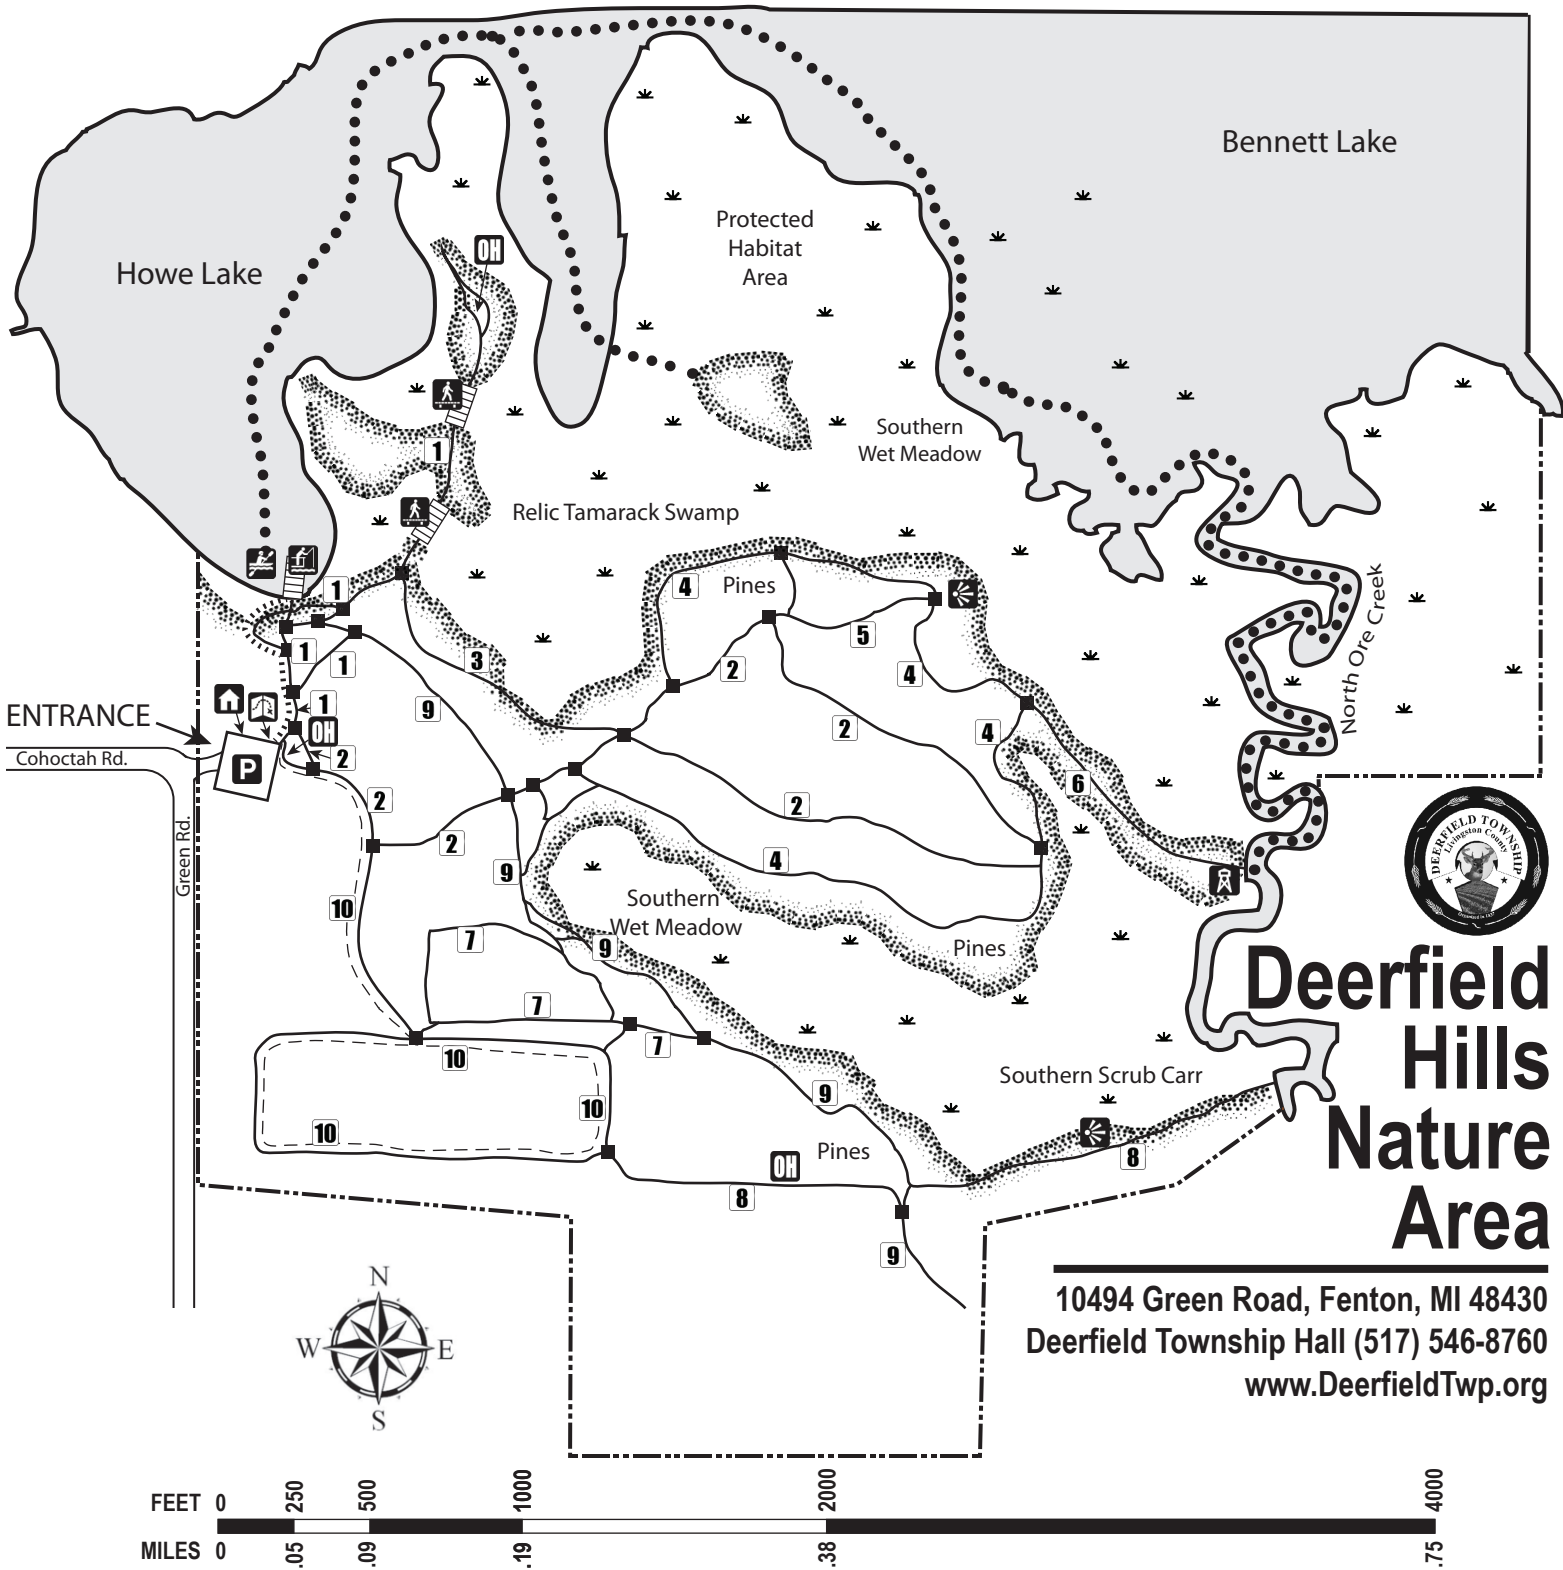 Bennett Lake
Protected
Habitat
Area
OH
Howe Lake
Southern
Wet Meadow
1
Relic Tamarack Swamp
1
4
Pines
5
North Ore Creek
1
1
3
2
4
9
2
4
ENTRANCE
1
OH
Cohoctah Rd.
2
P
6
2
2
2
Green Rd.
4
9
10
Southern
Wet Meadow
7
9
Pines
7
7
10
Southern Scrub Carr
9
10
10
Pines
OH
8
8
9
DEERFIELD TOWNSHIP
Livingston County
Organized in 1837
Deerfield
Hills
Nature
Area
10494 Green Road, Fenton, MI 48430
Deerfield Township Hall (517) 546-8760
www.DeerfieldTwp.org
N
W E
S
FEET 0 250 500 1000 2000 4000
MILES 0 .05 .09 .19 .38 .75